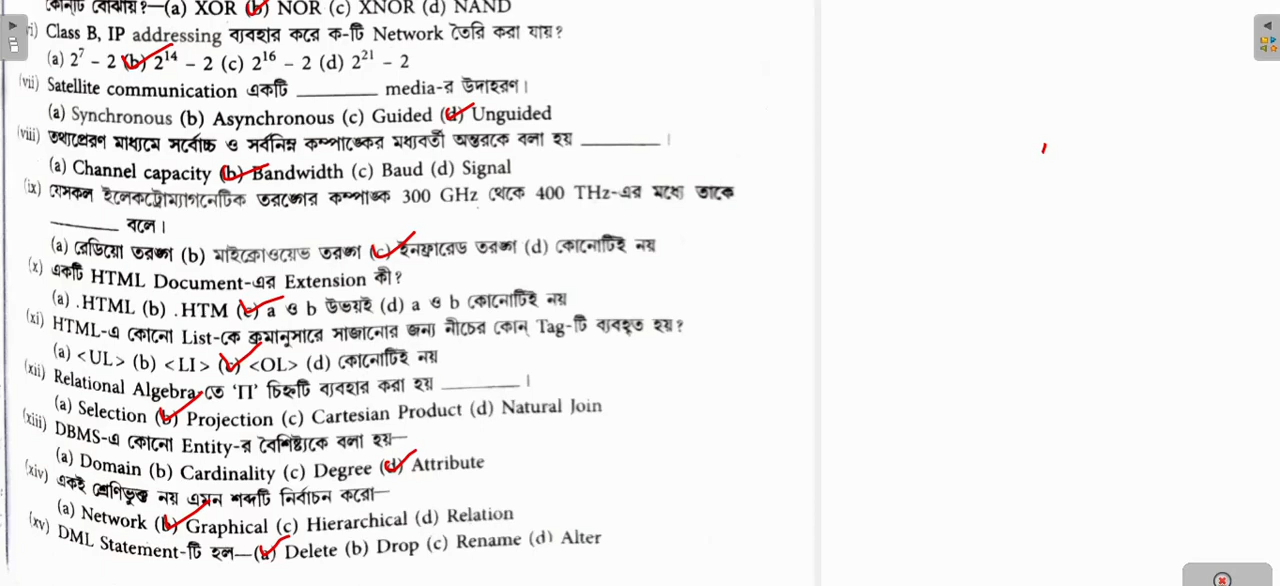 কোনটি বোঝায়?—(a) XOR (b) NOR (c) XNOR (d) NAND
vi) Class B, IP addressing ব্যবহার করে ক-টি Network তৈরি করা যায়?
(a) 2⁷ – 2 (b) 2¹⁴ – 2 (c) 2¹⁶ – 2 (d) 2²¹ – 2
(vii) Satellite communication একটি ________ media-র উদাহরণ।
(a) Synchronous (b) Asynchronous (c) Guided (d) Unguided
(viii) তথ্যপ্রেরণ মাধ্যমে সর্বোচ্চ ও সর্বনিম্ন কম্পাঙ্কের মধ্যবর্তী অন্তরকে বলা হয় ________ ।
(a) Channel capacity (b) Bandwidth (c) Baud (d) Signal
(ix) যেসকল ইলেকট্রোম্যাগনেটিক তরঙ্গের কম্পাঙ্ক 300 GHz থেকে 400 THz-এর মধ্যে তাকে
________ বলে।
(a) রেডিয়ো তরঙ্গ (b) মাইক্রোওয়েভ তরঙ্গ (c) ইনফ্রারেড তরঙ্গ (d) কোনোটিই নয়
(x) একটি HTML Document-এর Extension কী?
(a) .HTML (b) .HTM (c) a ও b উভয়ই (d) a ও b কোনোটিই নয়
(xi) HTML-এ কোনো List-কে ক্রমানুসারে সাজানোর জন্য নীচের কোন্ Tag-টি ব্যবহৃত হয়?
(a) <UL> (b) <LI> (c) <OL> (d) কোনোটিই নয়
(xii) Relational Algebra-তে 'Π' চিহ্নটি ব্যবহার করা হয় ________ ।
(a) Selection (b) Projection (c) Cartesian Product (d) Natural Join
(xiii) DBMS-এ কোনো Entity-র বৈশিষ্ট্যকে বলা হয়—
(a) Domain (b) Cardinality (c) Degree (d) Attribute
(xiv) একই শ্রেণিভুক্ত নয় এমন শব্দটি নির্বাচন করো—
(a) Network (b) Graphical (c) Hierarchical (d) Relation
(xv) DML Statement-টি হল—(a) Delete (b) Drop (c) Rename (d) Alter